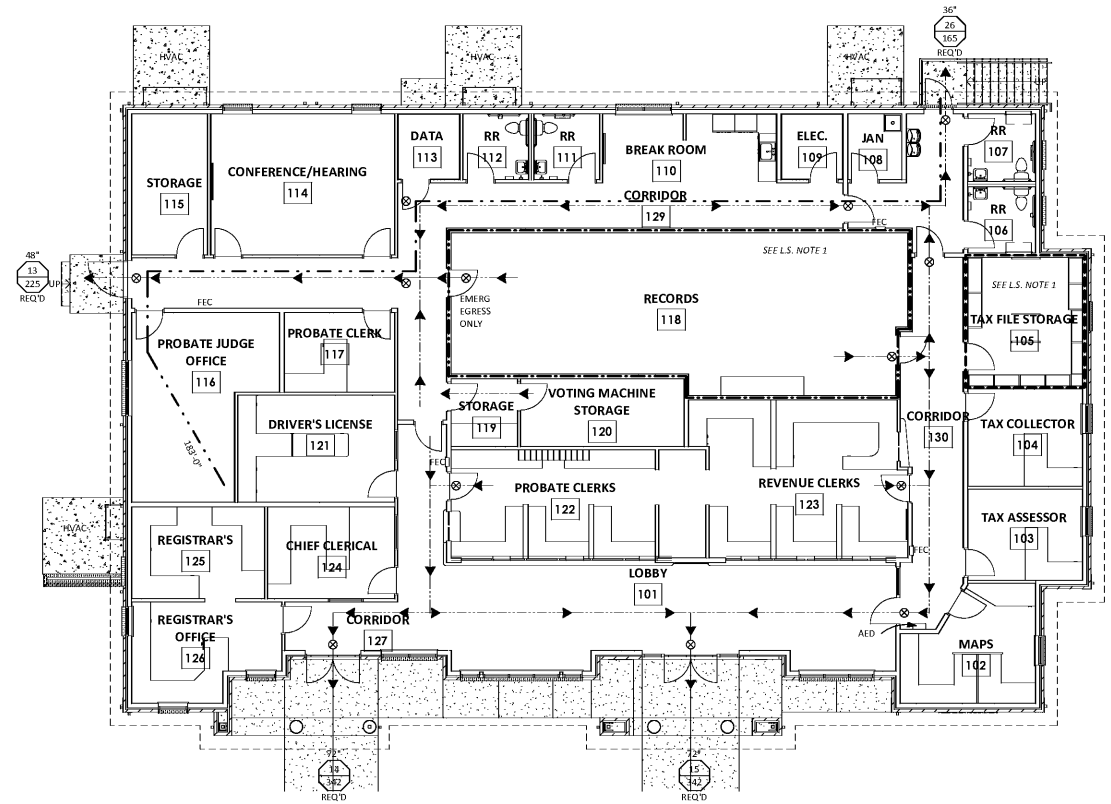 36"
26
165
REQ'D
HVAC
HVAC
HVAC
UP
STORAGE
115
CONFERENCE/HEARING
114
DATA
113
RR
112
RR
111
BREAK ROOM
110
ELEC.
109
JAN
108
RR
107
RR
106
CORRIDOR
129
FEC
48"
13
225
REQ'D
UP
FEC
EMERG
EGRESS
ONLY
SEE L.S. NOTE 1
RECORDS
118
SEE L.S. NOTE 1
TAX FILE STORAGE
105
PROBATE JUDGE
OFFICE
116
PROBATE CLERK
117
183'-0"
DRIVER'S LICENSE
121
STORAGE
119
VOTING MACHINE
STORAGE
120
CORRIDOR
130
TAX COLLECTOR
104
FEC
PROBATE CLERKS
122
REVENUE CLERKS
123
TAX ASSESSOR
103
HVAC
REGISTRAR'S
125
CHIEF CLERICAL
124
FEC
LOBBY
101
REGISTRAR'S
OFFICE
126
CORRIDOR
127
AED
MAPS
102
72"
14
342
REQ'D
72"
15
342
REQ'D